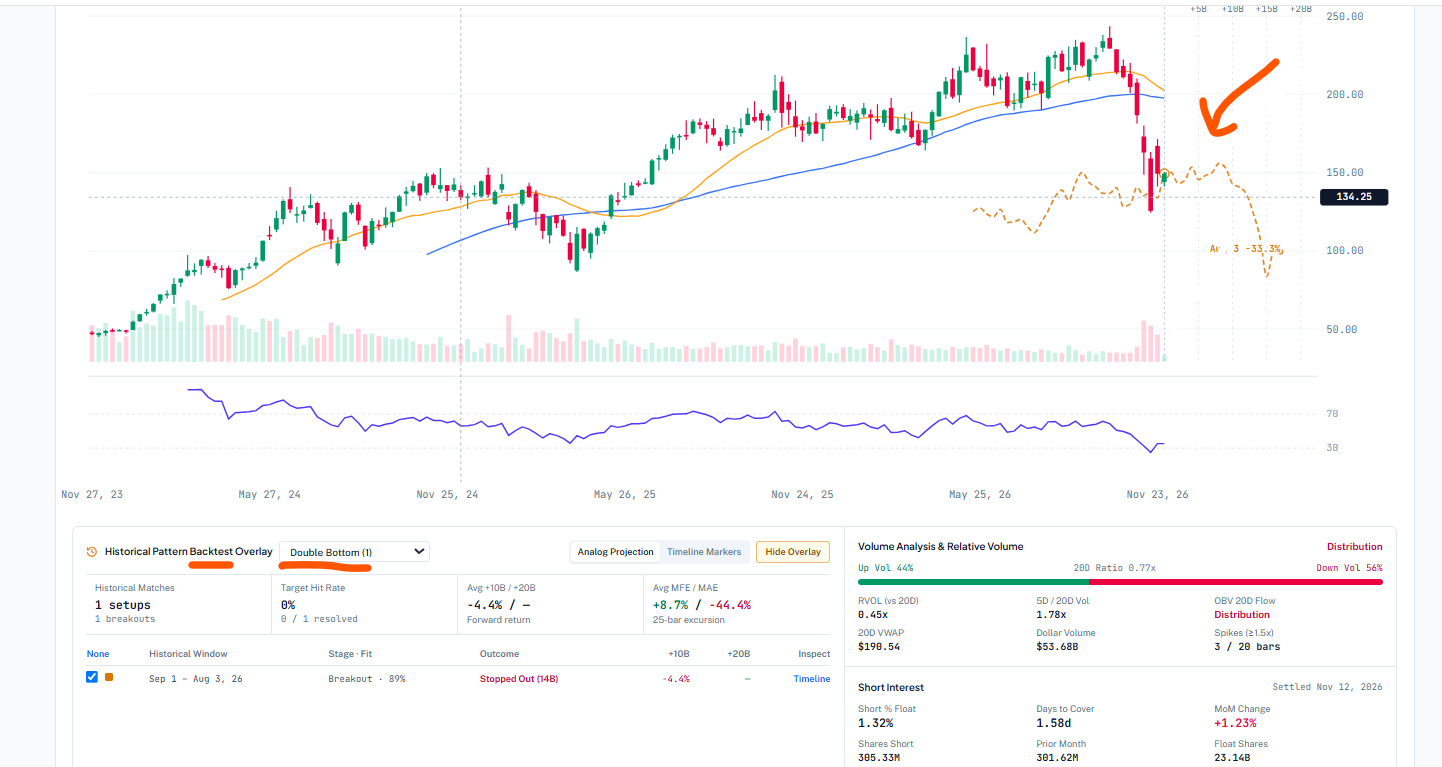 +5B +10B +15B +20B
250.00
200.00
150.00
134.25
100.00
3 -33.3%
50.00
70
30
Nov 27, 23 May 27, 24 Nov 25, 24 May 26, 25 Nov 24, 25 May 25, 26 Nov 23, 26
Historical Pattern Backtest Overlay Double Bottom (1) Analog Projection Timeline Markers Hide Overlay
Historical Matches Target Hit Rate Avg +10B / +20B Avg MFE / MAE
1 setups 0% -4.4% / — +8.7% / -44.4%
1 breakouts 0 / 1 resolved Forward return 25-bar excursion
None Historical Window Stage · Fit Outcome +10B +20B Inspect
Sep 1 – Aug 3, 26 Breakout · 89% Stopped Out (14B) -4.4% — Timeline
Volume Analysis & Relative Volume Distribution
Up Vol 44% 20D Ratio 0.77x Down Vol 56%
RVOL (vs 20D) 5D / 20D Vol OBV 20D Flow
0.45x 1.78x Distribution
20D VWAP Dollar Volume Spikes (≥1.5x)
$190.54 $53.68B 3 / 20 bars
Short Interest Settled Nov 12, 2026
Short % Float Days to Cover MoM Change
1.32% 1.58d +1.23%
Shares Short Prior Month Float Shares
305.33M 301.62M 23.14B